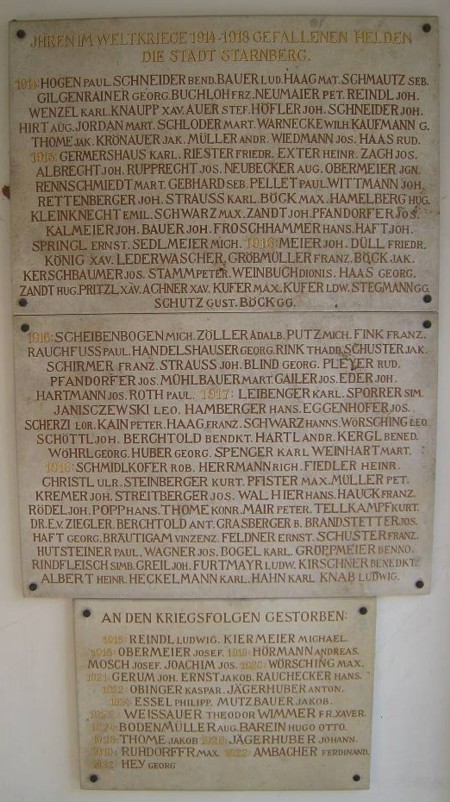 IHREN IM WELTKRIEGE 1914-1918 GEFALLENEN HELDEN
DIE STADT STARNBERG.
1914: HOGEN PAUL. SCHNEIDER BEND. BAUER LUD. HAAG MAT. SCHMAUTZ SEB.
GILGENRAINER GEORG. BUCHLOH FRZ. NEUMAIER PET. REINDL JOH.
WENZEL KARL. KNAUPP XAV. AUER STEF. HÖFLER JOH. SCHNEIDER JOH.
HIRT AUG. JORDAN MART. SCHLODER MART. WARNECKE WILH. KAUFMANN G.
THOME JAK. KRONAUER JAK. MÜLLER ANDR. WIEDMANN JOS. HAAS RUD.
1915: GERMERSHAUS KARL. RIESTER FRIEDR. EXTER HEINR. ZACH JOS.
ALBRECHT JOH. RUPRECHT JOS. NEUBECKER AUG. OBERMEIER JGN.
RENNSCHMIEDT MART. GEBHARD SEB. PELLET PAUL. WITTMANN JOH.
RETTENBERGER JOH. STRAUSS KARL. BÖCK MAX. HAMELBERG HUG.
KLEINKNECHT EMIL. SCHWARZ MAX. ZANDT JOH. PFANDORFER JOS.
KALMEIER JOH. BAUER JOH. FROSCHHAMMER HANS. HAFT JOH.
SPRINGL ERNST. SEDLMEIER MICH. 1916: MEIER JOH. DÜLL FRIEDR.
KÖNIG XAV. LEDERWASCHER, GROBMÜLLER FRANZ. BÖCK JAK.
KERSCHBAUMER JOS. STAMM PETER. WEINBUCH DIONIS. HAAS GEORG.
ZANDT HUG. PRITZL XAV. ACHNER XAV. KUFER MAX. KUFER LDW. STEGMANN GG.
SCHUTZ GUST. BÖCK GG.
1916: SCHEIBENBOGEN MICH. ZÖLLER ADALB. PUTZ MICH. FINK FRANZ.
RAUCHFUSS PAUL. HANDELSHAUSER GEORG. RINK THADD. SCHUSTER JAK.
SCHIRMER FRANZ. STRAUSS JOH. BLIND GEORG. PLEYER RUD.
PFANDORFER JOS. MÜHLBAUER MART. GAILER JOS. EDER JOH.
HARTMANN JOS. ROTH PAUL. 1917: LEIBENGER KARL. SPORRER SIM.
JANISCZEWSKI LEO. HAMBERGER HANS. EGGENHOFER JOS.
SCHERZI LOR. KAIN PETER. HAAG FRANZ. SCHWARZ HANNS. WÖRSCHING LEO.
SCHÖTTL JOH. BERCHTOLD BENDKT. HARTL ANDR. KERGL BENED.
WÖHRL GEORG. HUBER GEORG. SPENGER KARL WEINHART MART.
1918: SCHMIDLKOFER ROB. HERRMANN RICH. FIEDLER HEINR.
CHRISTL ULR. STEINBERGER KURT. PFISTER MAX. MÜLLER PET.
KREMER JOH. STREITBERGER JOS. WALHIER HANS. HAUCK FRANZ.
RÖDEL JOH. POPP HANS. THOME KONR. MAIR PETER. TELLKAMPF KURT.
DR. E.V. ZIEGLER. BERCHTOLD ANT. GRASBERGER B. BRANDSTETTER JOS.
HAFT GEORG. BRÄUTIGAM VINZENZ. FELDNER ERNST. SCHUSTER FRANZ.
HUTSTEINER PAUL. WAGNER JOS. BOGEL KARL. GROPPMEIER BENNO.
RINDFLEISCH SIMB. GREIL JOH. FURTMAYR LUDW. KIRSCHNER BENEDKT.
ALBERT HEINR. HECKELMANN KARL. HAHN KARL KNAB LUDWIG.
AN DEN KRIEGSFOLGEN GESTORBEN:
REINDL LUDWIG. KIERMEIER MICHAEL.
1918: OBERMEIER JOSEF. 1919: HÖRMANN ANDREAS.
MOSCH JOSEF. JOACHIM JOS. 1920: WÖRSCHING MAX.
1921: GERUM JOH. ERNST JAKOB. RAUCHECKER HANS.
1922: OBINGER KASPAR. JÄGERHUBER ANTON.
ESSEL PHILIPP. MUTZBAUER JAKOB.
WEISSAUER THEODOR WIMMER FR. XAVER.
BODENMÜLLER AUG. BAREIN HUGO OTTO.
THOME JAKOB JÄGERHUBER JOHANN.
RUHDORFFR MAX. AMBACHER FERDINAND.
HEY GEORG